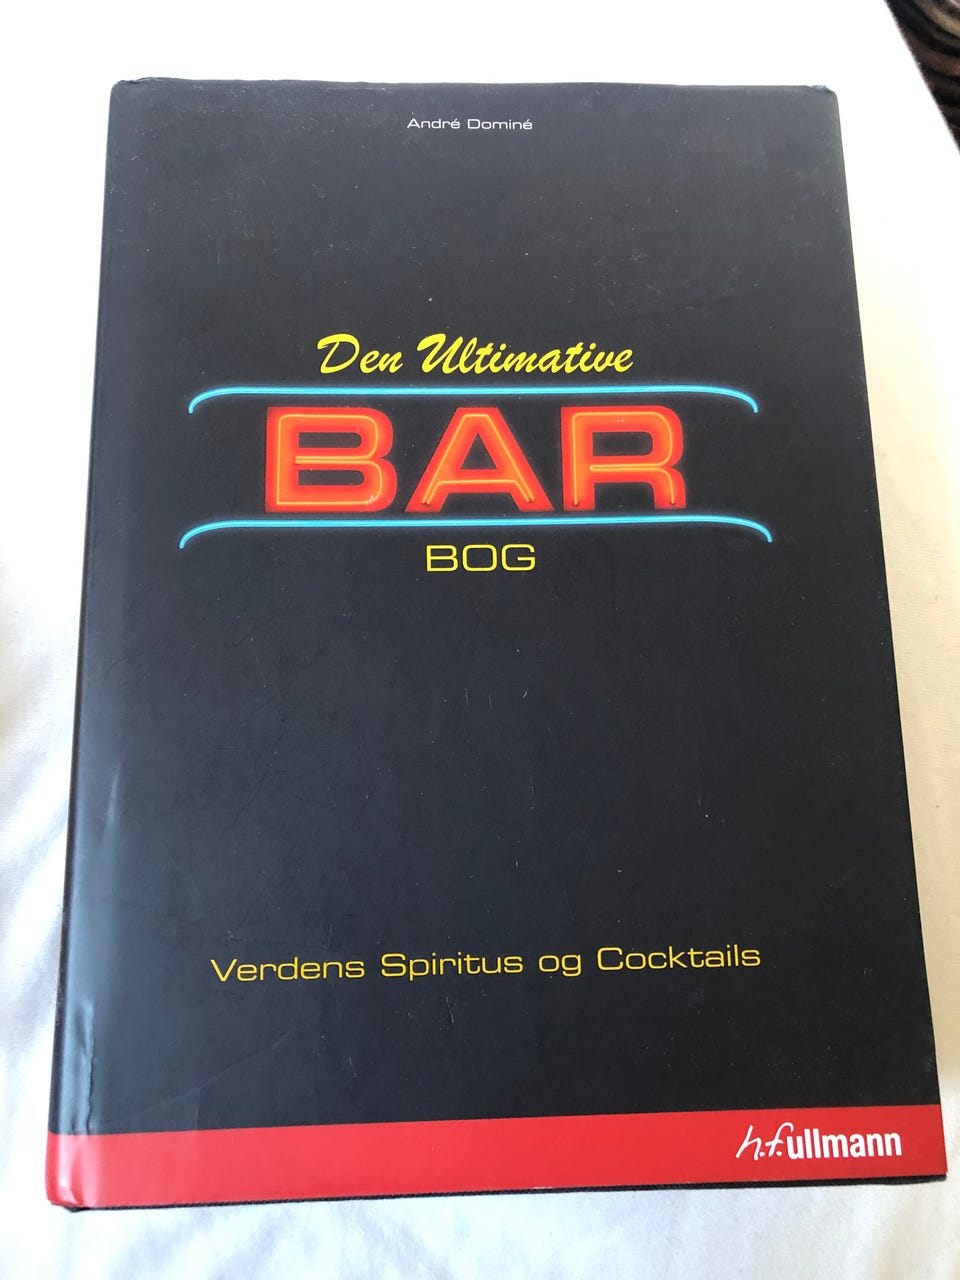 André Dominé
Den Ultimative
BAR
BOG
Verdens Spiritus og Cocktails
h.f.ullmann